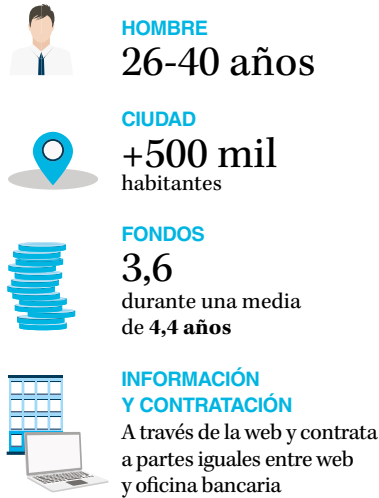 HOMBRE
26-40 años
CIUDAD
+500 mil
habitantes
FONDOS
3,6
durante una media
de 4,4 años
INFORMACIÓN
Y CONTRATACIÓN
A través de la web y contrata
a partes iguales entre web
y oficina bancaria